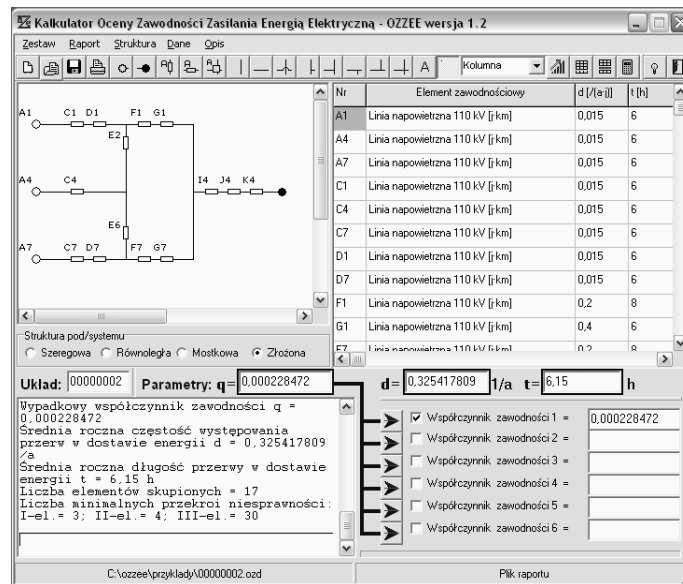 Kalkulator Oceny Zawodności Zasilania Energią Elektryczną - OZZEE wersja 1.2
Zestaw Raport Struktura Dane Opis
A Kolumna
A1 C1 D1 F1 G1
E2
A4 C4 I4 J4 K4
E6
A7 C7 D7 F7 G7
Nr Element zawodnościowy d [/(a·j)] t [h]
A1 Linia napowietrzna 110 kV [j·km] 0,015 6
A4 Linia napowietrzna 110 kV [j·km] 0,015 6
A7 Linia napowietrzna 110 kV [j·km] 0,015 6
C1 Linia napowietrzna 110 kV [j·km] 0,015 6
C4 Linia napowietrzna 110 kV [j·km] 0,015 6
C7 Linia napowietrzna 110 kV [j·km] 0,015 6
D1 Linia napowietrzna 110 kV [j·km] 0,015 6
D7 Linia napowietrzna 110 kV [j·km] 0,015 6
F1 Linia napowietrzna 110 kV [j·km] 0,2 8
G1 Linia napowietrzna 110 kV [j·km] 0,4 6
F7 Linia napowietrzna 110 kV [j·km] 0,2 8
Struktura pod/systemu
Szeregowa Równoległa Mostkowa Złożona
Układ: 00000002 Parametry: q= 0,000228472 d= 0,325417809 1/a t= 6,15 h
Wypadkowy współczynnik zawodności q =
0,000228472
Średnia roczna częstość występowania
przerw w dostawie energii d = 0,325417809
/a
Średnia roczna długość przerwy w dostawie
energii t = 6,15 h
Liczba elementów skupionych = 17
Liczba minimalnych przekroi niesprawności:
I-el.= 3; II-el.= 4; III-el.= 30
Współczynnik zawodności 1 = 0,000228472
Współczynnik zawodności 2 =
Współczynnik zawodności 3 =
Współczynnik zawodności 4 =
Współczynnik zawodności 5 =
Współczynnik zawodności 6 =
C:\ozzee\przyklady\00000002.ozd Plik raportu